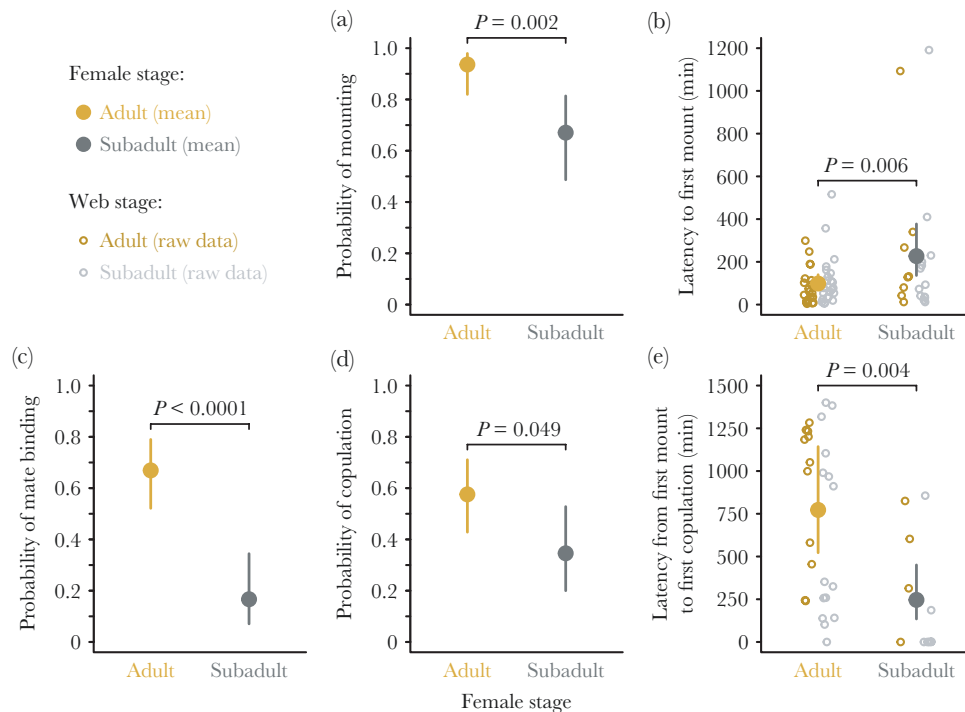 Female stage:
Adult (mean)
Subadult (mean)
Web stage:
Adult (raw data)
Subadult (raw data)
(a)
P = 0.002
Probability of mounting
1.0
0.8
0.6
0.4
0.2
0
Adult
Subadult
(b)
P = 0.006
Latency to first mount (min)
1200
1000
800
600
400
200
0
Adult
Subadult
(c)
P < 0.0001
Probability of mate binding
1.0
0.8
0.6
0.4
0.2
0
Adult
Subadult
(d)
P = 0.049
Probability of copulation
1.0
0.8
0.6
0.4
0.2
0
Adult
Subadult
Female stage
(e)
P = 0.004
Latency from first mount
to first copulation (min)
1500
1250
1000
750
500
250
0
Adult
Subadult